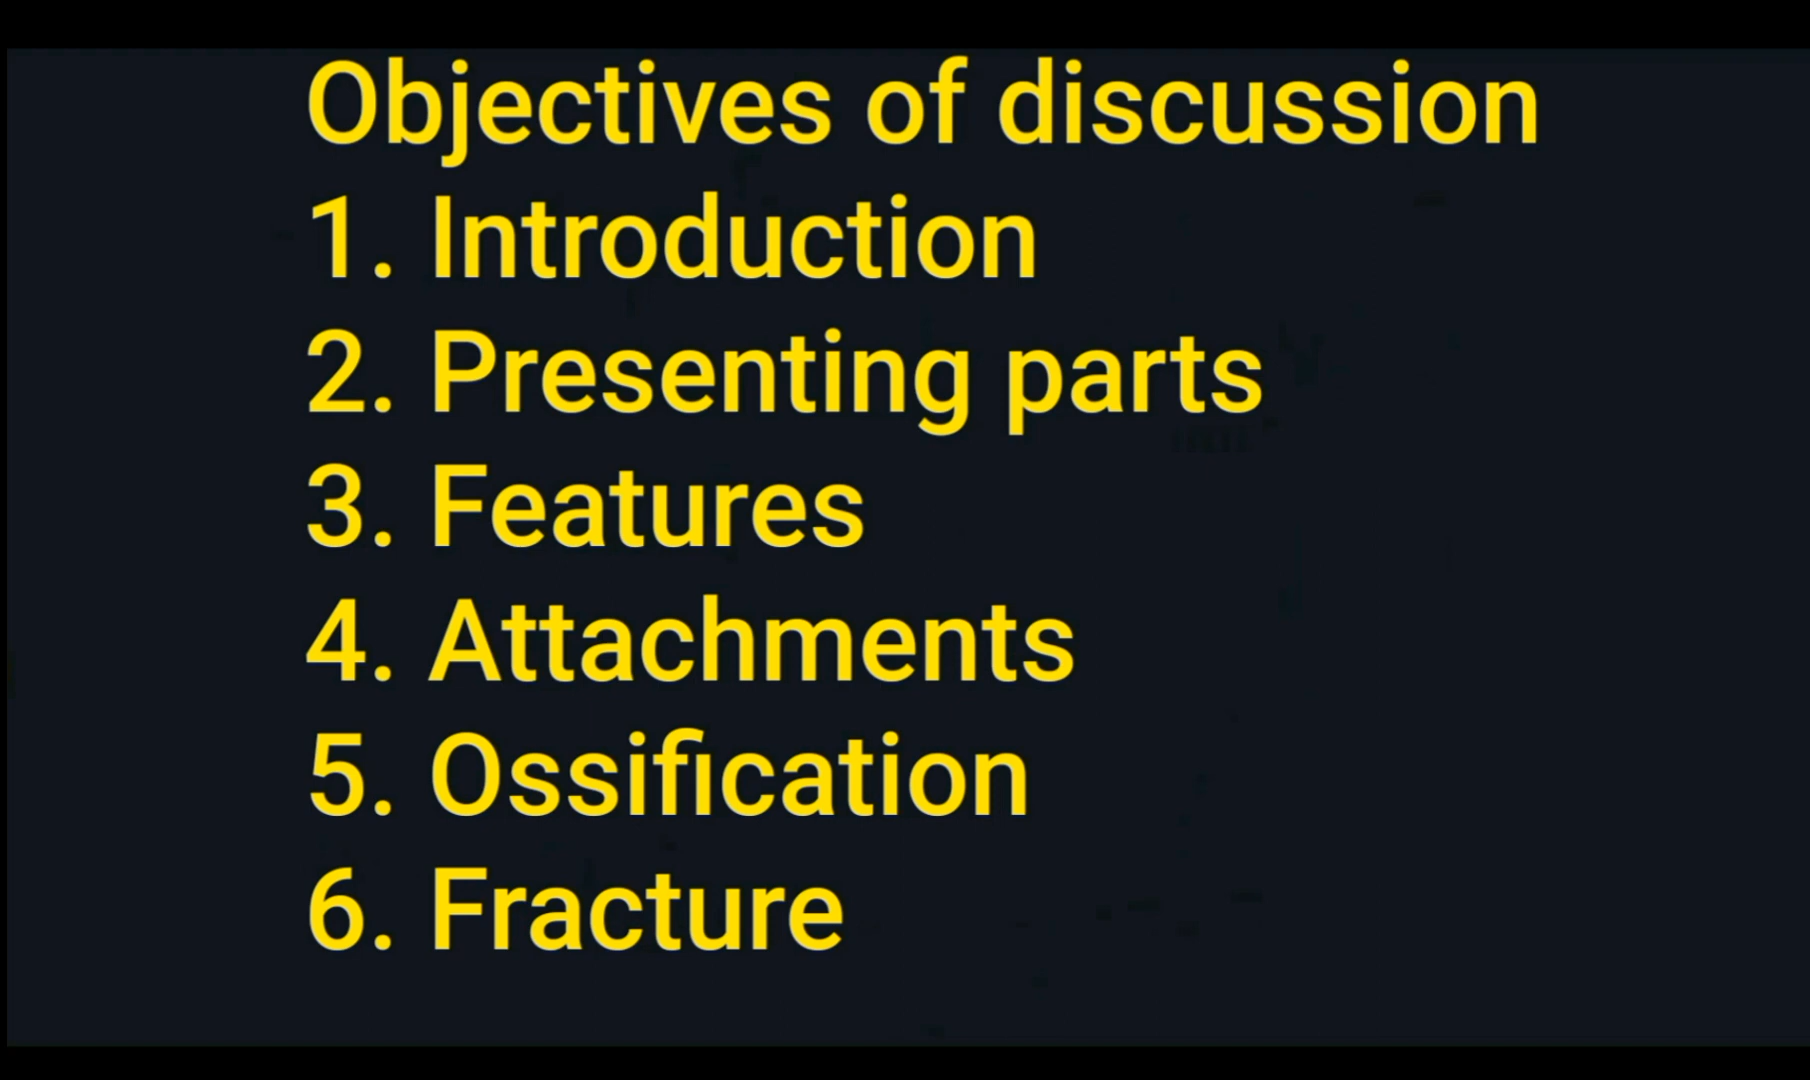 Objectives of discussion
1. Introduction
2. Presenting parts
3. Features
4. Attachments
5. Ossification
6. Fracture